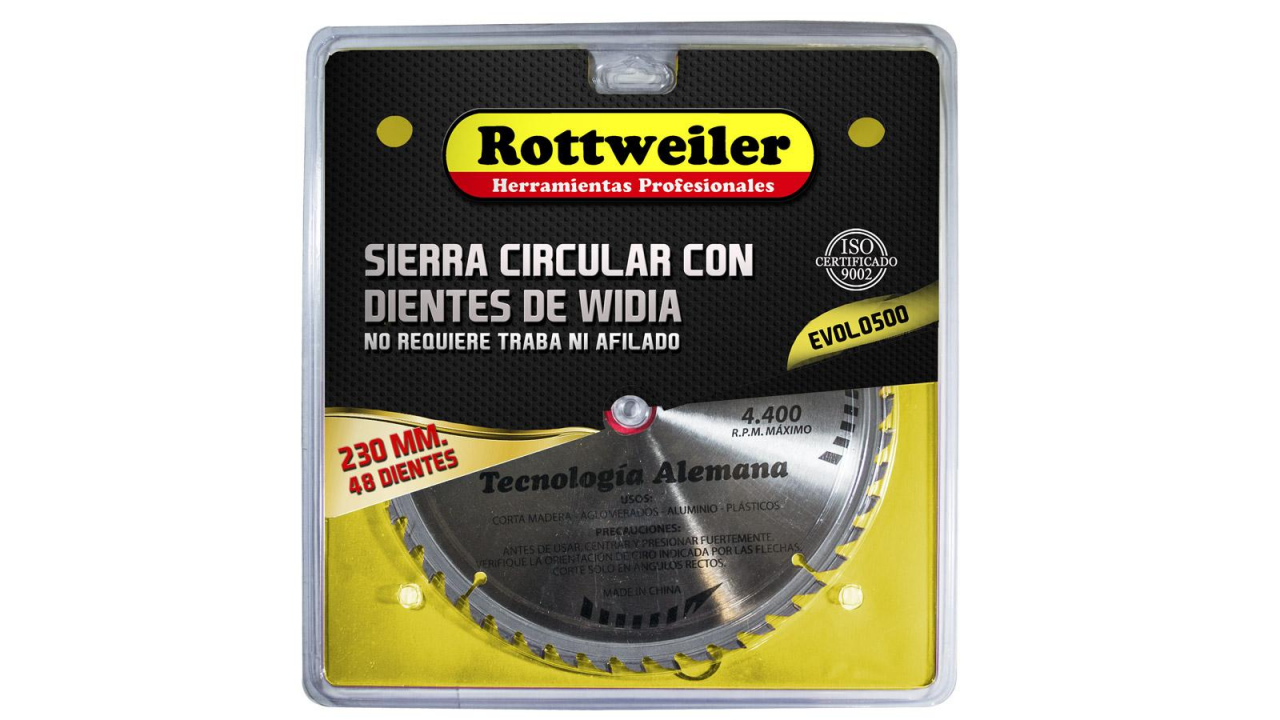 Rottweiler
Herramientas Profesionales
SIERRA CIRCULAR CON
DIENTES DE WIDIA
NO REQUIERE TRABA NI AFILADO
ISO
CERTIFICADO
9002
EVOL0500
230 MM.
48 DIENTES
4.400
R.P.M. MÁXIMO
Tecnología Alemana
USOS:
CORTA MADERA - AGLOMERADOS - ALUMINIO - PLÁSTICOS
PRECAUCIONES:
ANTES DE USAR, CENTRAR Y PRESIONAR FUERTEMENTE.
VERIFIQUE LA ORIENTACIÓN DE GIRO INDICADA POR LAS FLECHAS.
CORTE SOLO EN ANGULOS RECTOS.
MADE IN CHINA